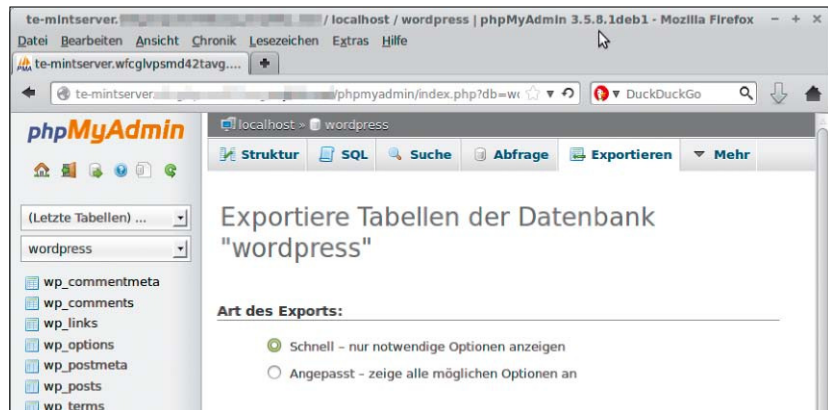 te-mintserver. / localhost / wordpress | phpMyAdmin 3.5.8.1deb1 - Mozilla Firefox
Datei Bearbeiten Ansicht Chronik Lesezeichen Extras Hilfe
te-mintserver.wfcglvpsmd42tavg....
te-mintserver. /phpmyadmin/index.php?db=w DuckDuckGo
phpMyAdmin
localhost » wordpress
Struktur SQL Suche Abfrage Exportieren Mehr
(Letzte Tabellen) ...
wordpress
wp_commentmeta
wp_comments
wp_links
wp_options
wp_postmeta
wp_posts
wp_terms
Exportiere Tabellen der Datenbank
"wordpress"
Art des Exports:
Schnell – nur notwendige Optionen anzeigen
Angepasst – zeige alle möglichen Optionen an